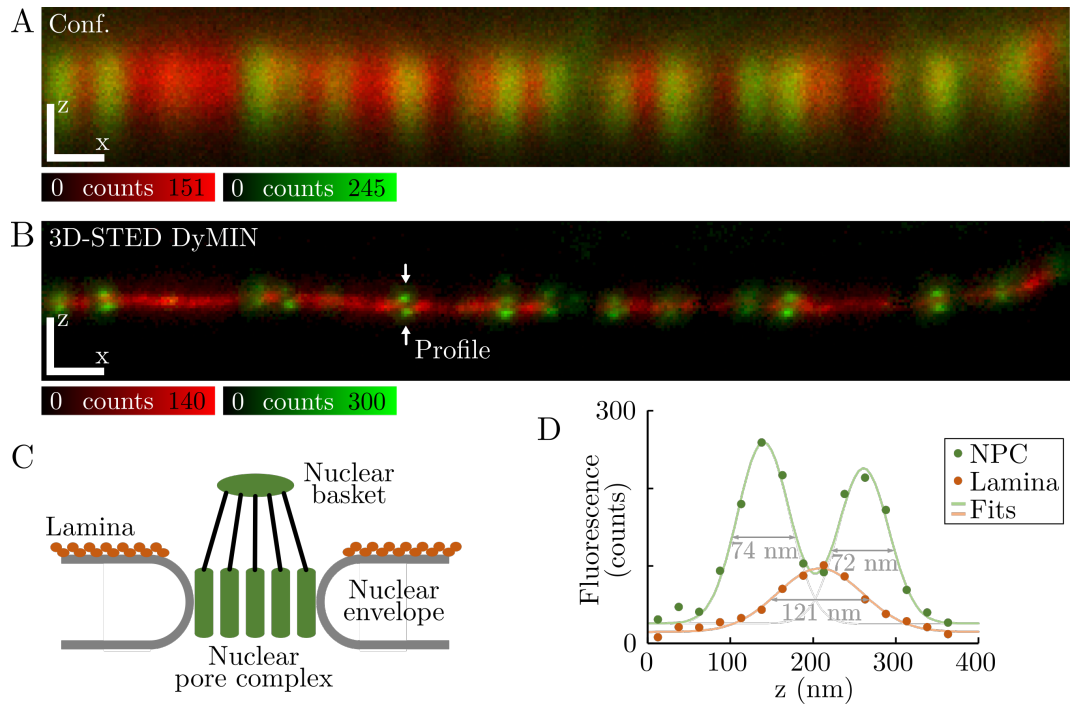 A
Conf.
z
x
0 counts 151
0 counts 245
B
3D-STED DyMIN
z
x
Profile
0 counts 140
0 counts 300
C
Nuclear
basket
Lamina
Nuclear
envelope
Nuclear
pore complex
D
300
Fluorescence
(counts)
0
74 nm
72 nm
121 nm
NPC
Lamina
Fits
0
100
200
300
400
z (nm)